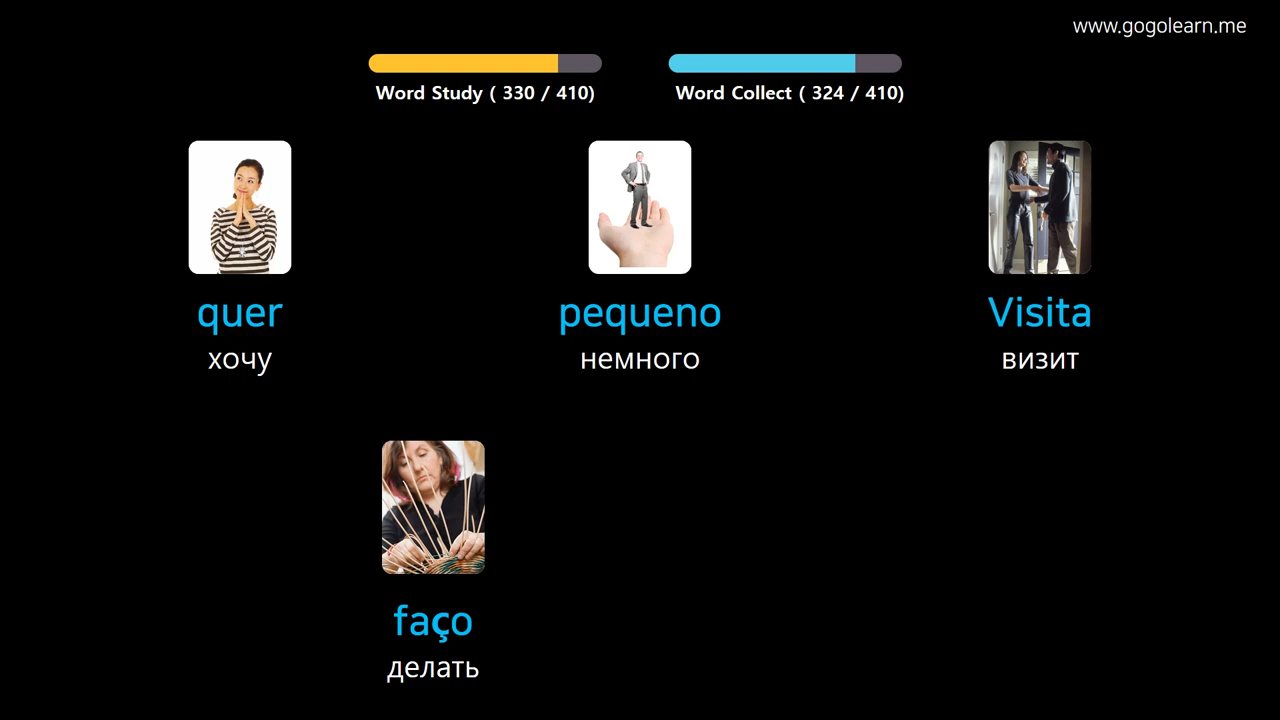 www.gogolearn.me
Word Study ( 330 / 410)
Word Collect ( 324 / 410)
quer
хочу
pequeno
немного
Visita
визит
faço
делать